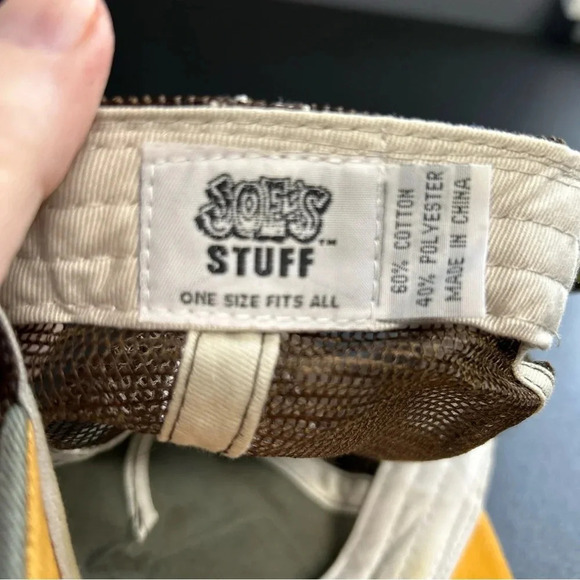 JOE'S
STUFF™
ONE SIZE FITS ALL
60% COTTON
40% POLYESTER
MADE IN CHINA